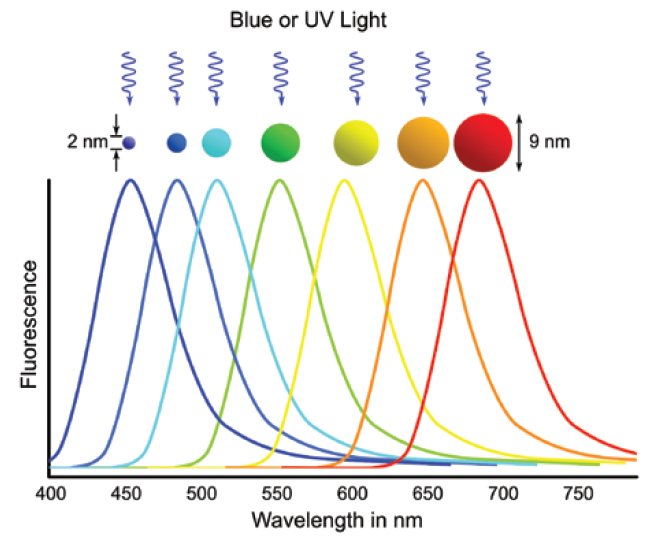 Blue or UV Light
2 nm
9 nm
Fluorescence
400 450 500 550 600 650 700 750
Wavelength in nm